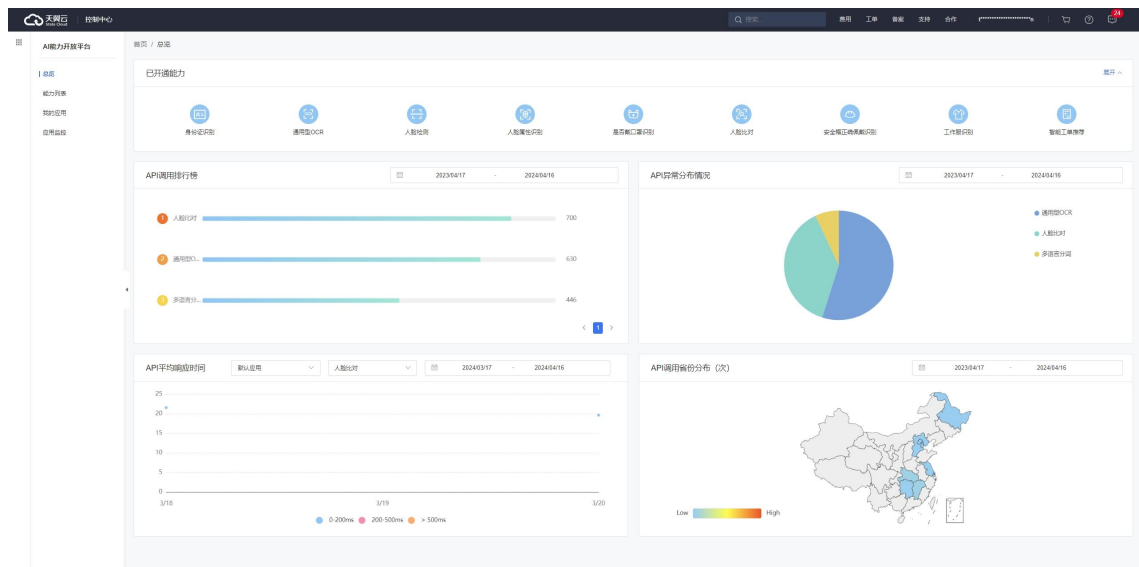 天翼云 控制中心 搜索 费用 工单 备案 支持 合作 24
State Cloud
AI能力开放平台
总览
能力列表
我的应用
应用监控
首页 / 总览
已开通能力 展开
身份证识别 通用型OCR 人脸检测 人脸属性识别 是否戴口罩识别 人脸比对 安全帽正确佩戴识别 工作服识别 智能工单推荐
API调用排行榜 2023/04/17 - 2024/04/16
1 人脸比对 700
2 通用型O... 630
3 多语言分... 446
1
API异常分布情况 2023/04/17 - 2024/04/16
通用型OCR
人脸比对
多语言分词
API平均响应时间 默认应用 人脸比对 2024/03/17 - 2024/04/16
25
20
15
10
5
0
3/18 3/19 3/20
0-200ms 200-500ms > 500ms
API调用省份分布（次） 2023/04/17 - 2024/04/16
Low High